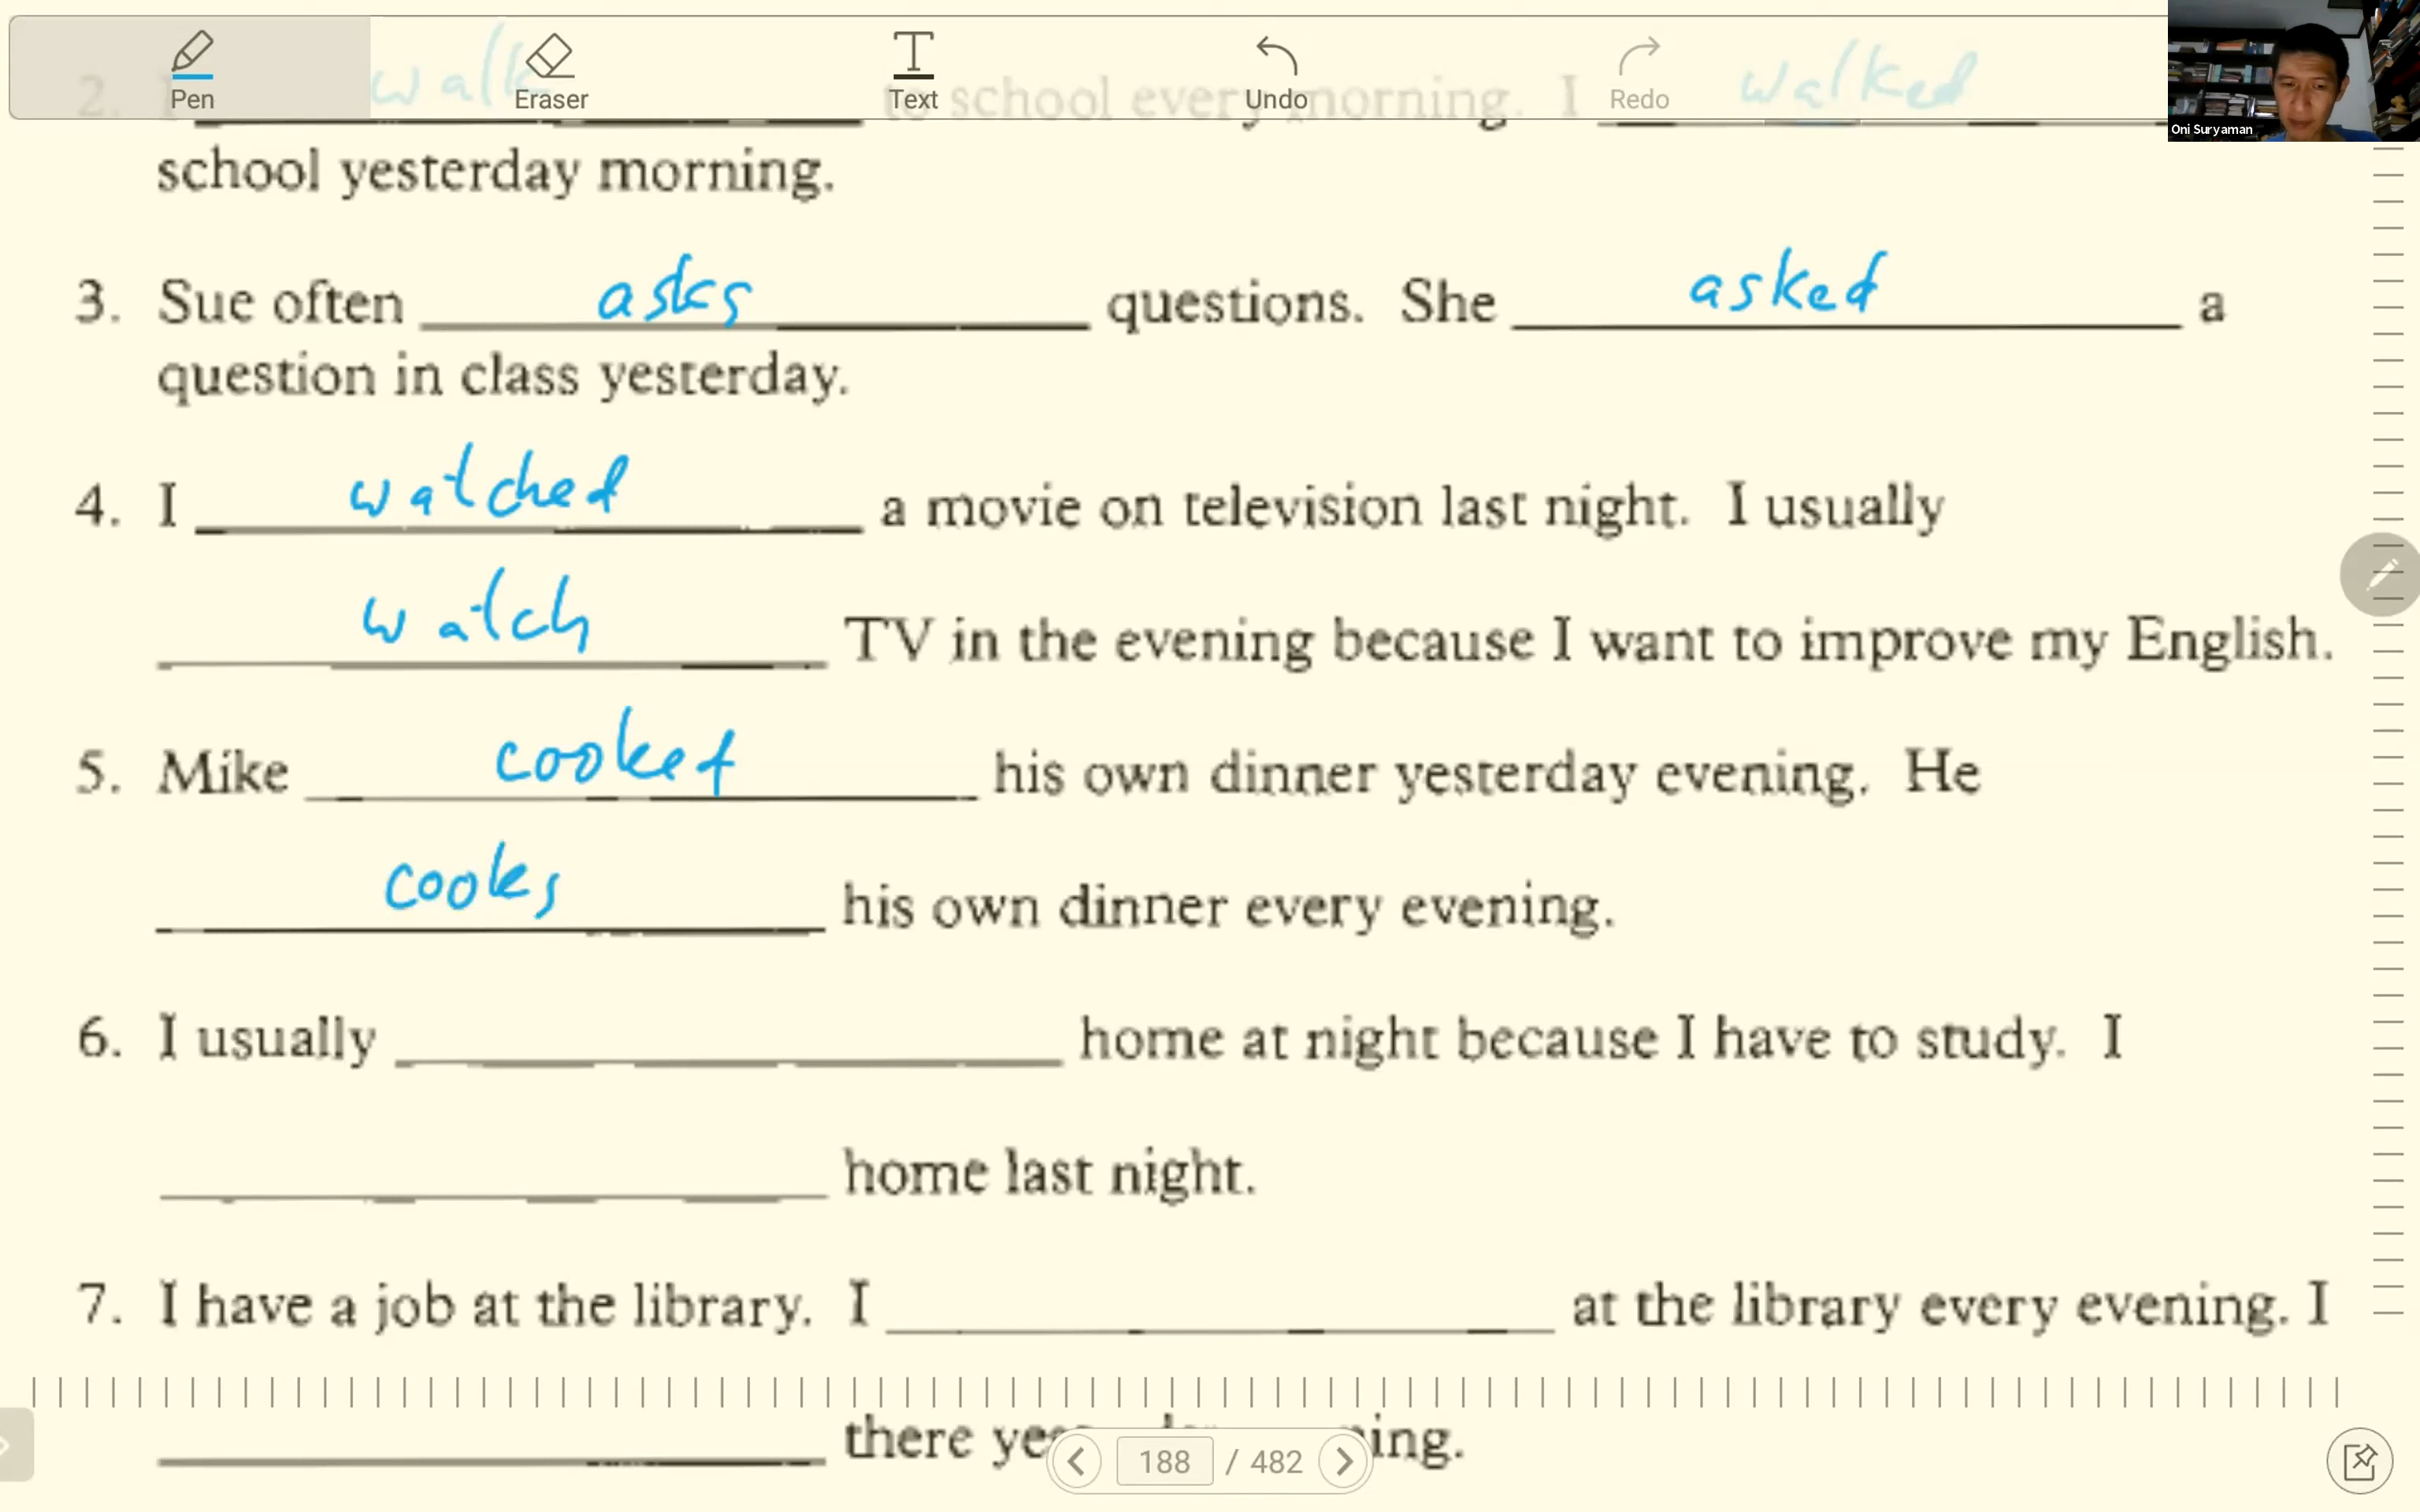 Pen Eraser Text Undo Redo
2. I walk to school every morning. I walked
Oni Suryaman
school yesterday morning.
3. Sue often asks questions. She asked a
question in class yesterday.
4. I watched a movie on television last night. I usually
watch TV in the evening because I want to improve my English.
5. Mike cooked his own dinner yesterday evening. He
cooks his own dinner every evening.
6. I usually home at night because I have to study. I
home last night.
7. I have a job at the library. I at the library every evening. I
there
188 / 482